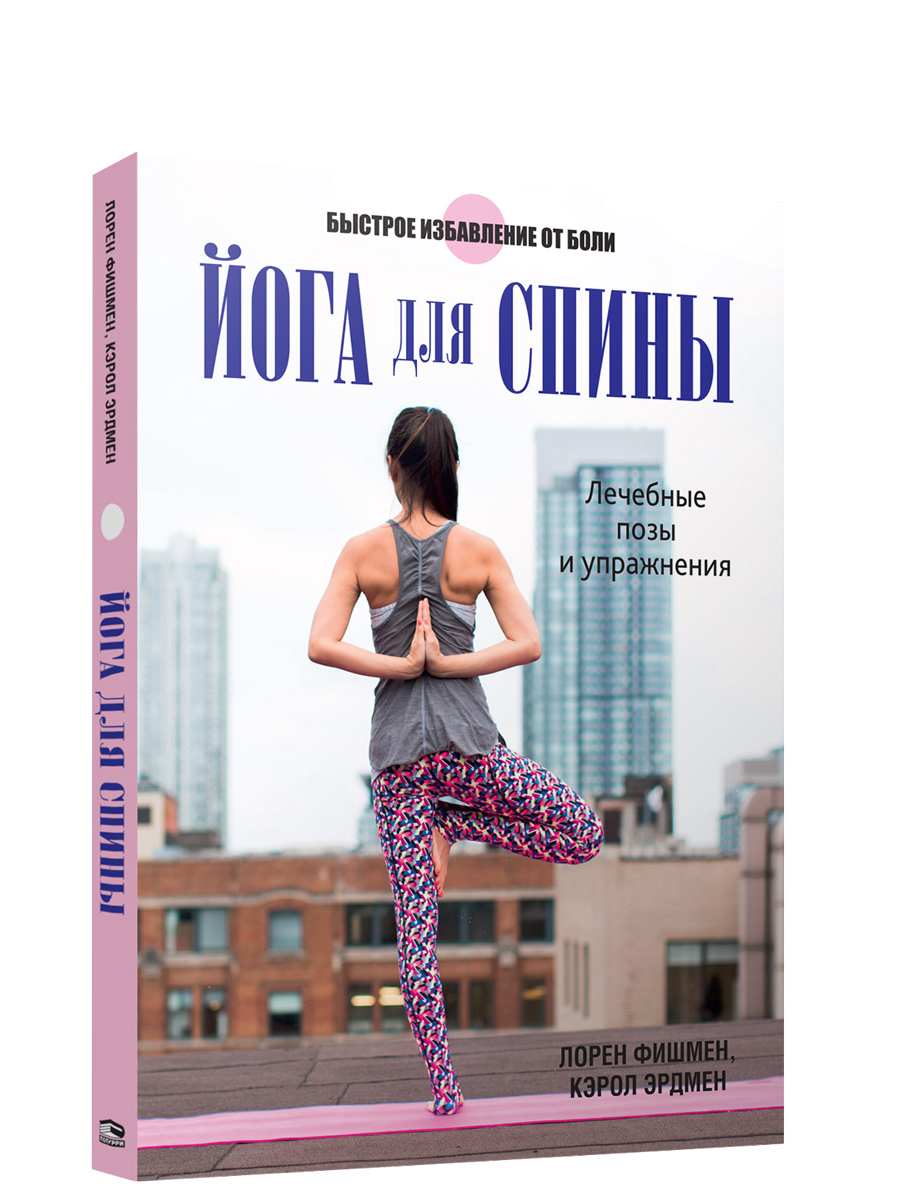 БЫСТРОЕ ИЗБАВЛЕНИЕ ОТ БОЛИ
ЙОГА ДЛЯ СПИНЫ
Лечебные
позы
и упражнения
ЛОРЕН ФИШМЕН,
КЭРОЛ ЭРДМЕН
ЛОРЕН ФИШМЕН, КЭРОЛ ЭРДМЕН
ЙОГА ДЛЯ СПИНЫ
ПОПУРРИ